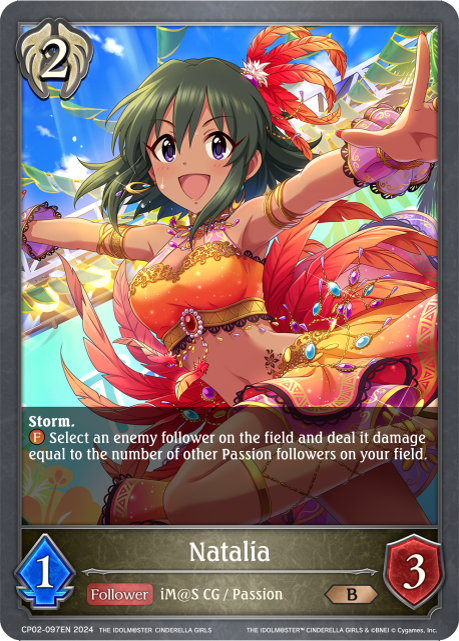 2
Storm.
F Select an enemy follower on the field and deal it damage
equal to the number of other Passion followers on your field.
Natalia
1
Follower iM@S CG / Passion
B
3
CP02-097EN 2024 THE IDOLM@STER CINDERELLA GIRLS THE IDOLM@STER™ CINDERELLA GIRLS & ©BNEI © Cygames, Inc.